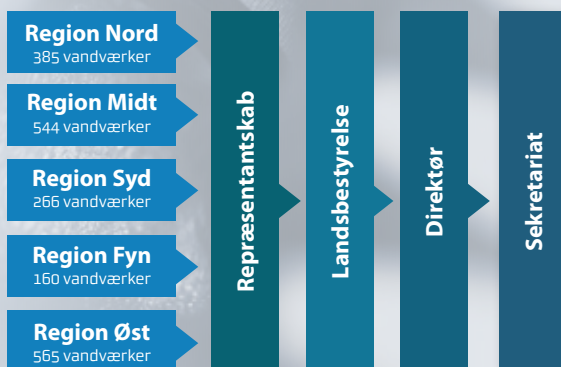 Region Nord
385 vandværker
Region Midt
544 vandværker
Region Syd
266 vandværker
Region Fyn
160 vandværker
Region Øst
565 vandværker
Repræsentantskab
Landsbestyrelse
Direktør
Sekretariat